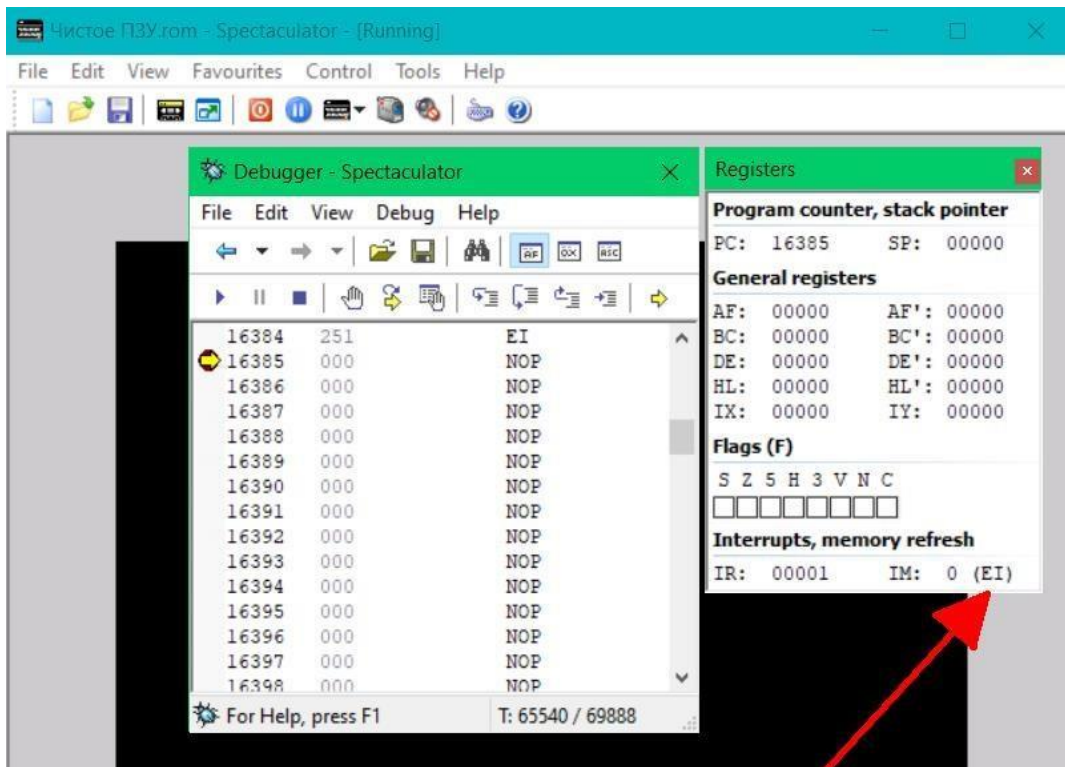 Чистое ПЗУ.rom - Spectaculator - [Running]
File Edit View Favourites Control Tools Help
Debugger - Spectaculator
File Edit View Debug Help
AF 0X ASC
16384 251 EI
16385 000 NOP
16386 000 NOP
16387 000 NOP
16388 000 NOP
16389 000 NOP
16390 000 NOP
16391 000 NOP
16392 000 NOP
16393 000 NOP
16394 000 NOP
16395 000 NOP
16396 000 NOP
16397 000 NOP
16398 000 NOP
For Help, press F1 T: 65540 / 69888
Registers
Program counter, stack pointer
PC: 16385 SP: 00000
General registers
AF: 00000 AF': 00000
BC: 00000 BC': 00000
DE: 00000 DE': 00000
HL: 00000 HL': 00000
IX: 00000 IY: 00000
Flags (F)
S Z 5 H 3 V N C
Interrupts, memory refresh
IR: 00001 IM: 0 (EI)